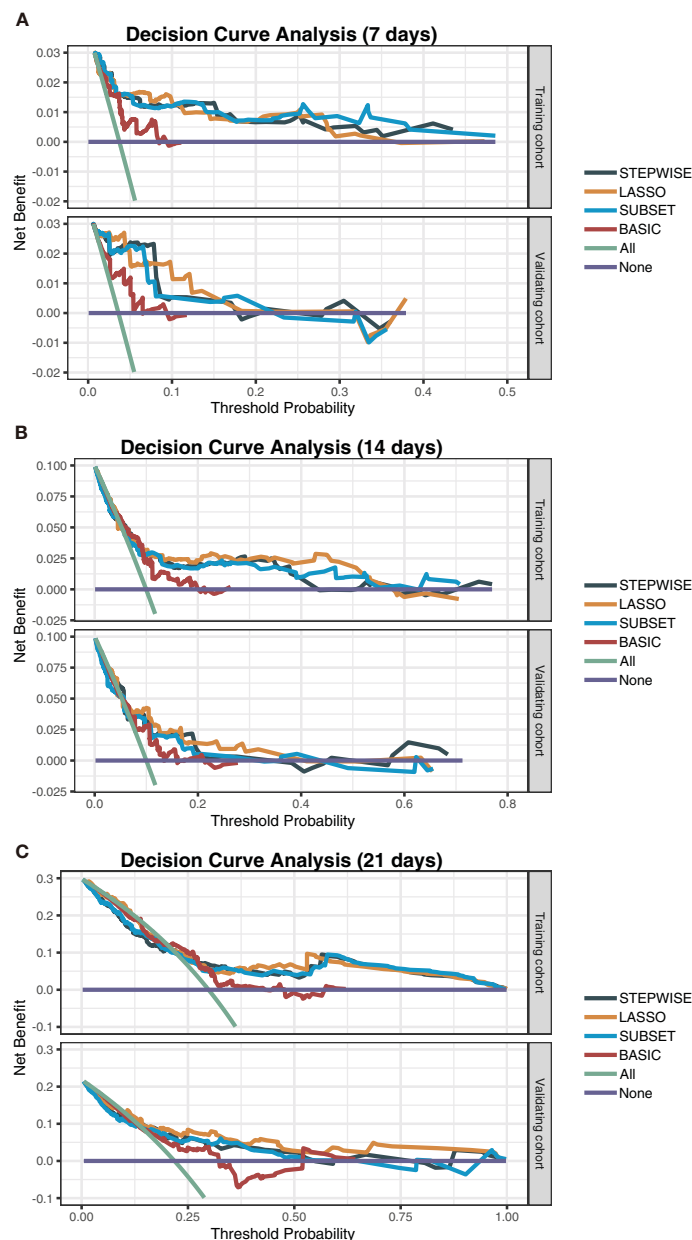 A
Decision Curve Analysis (7 days)
0.03
0.03
0.01
0.00
-0.01
-0.02
Training cohort
0.03
0.03
0.01
0.00
-0.01
-0.02
Validating cohort
Net Benefit
0.0 0.1 0.2 0.3 0.4 0.5
Threshold Probability
STEPWISE
LASSO
SUBSET
BASIC
All
None
B
Decision Curve Analysis (14 days)
0.100
0.075
0.050
0.025
0.000
-0.025
Training cohort
0.100
0.075
0.050
0.025
0.000
-0.025
Validating cohort
Net Benefit
0.0 0.2 0.4 0.6 0.8
Threshold Probability
STEPWISE
LASSO
SUBSET
BASIC
All
None
C
Decision Curve Analysis (21 days)
0.3
0.2
0.1
0.0
-0.1
Training cohort
0.3
0.2
0.1
0.0
-0.1
Validating cohort
Net Benefit
0.00 0.25 0.50 0.75 1.00
Threshold Probability
STEPWISE
LASSO
SUBSET
BASIC
All
None